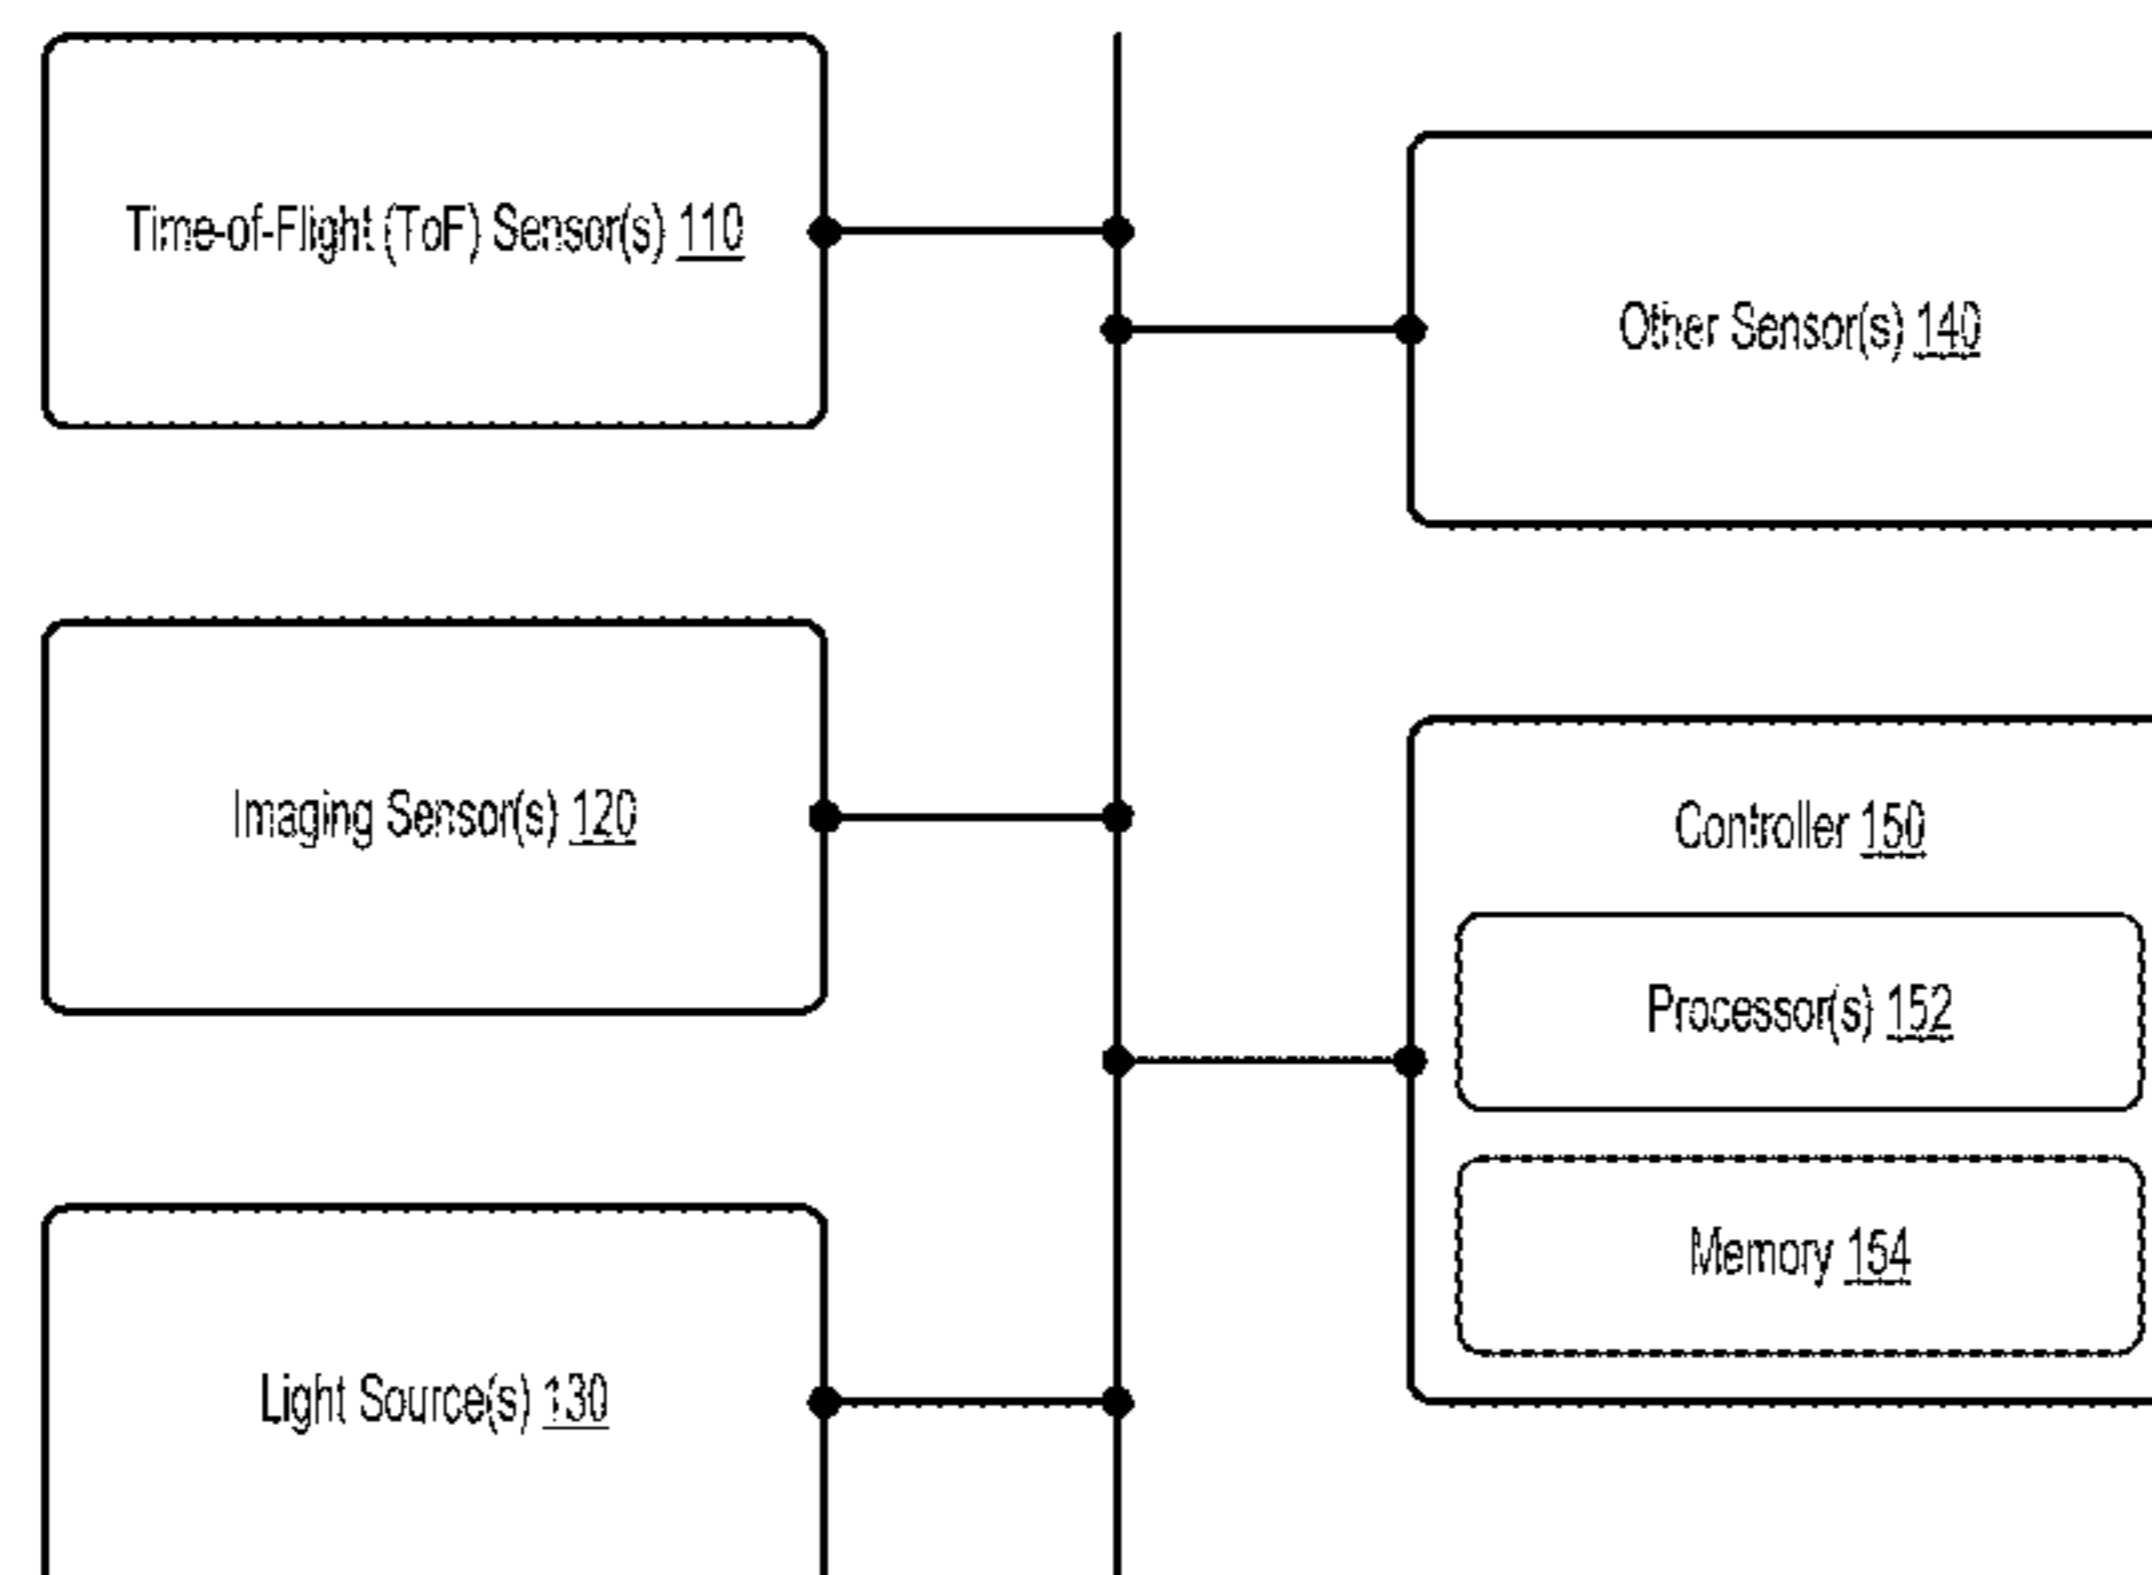 Time-of-Flight (ToF) Sensor(s) 110
Other Sensor(s) 140
Imaging Sensor(s) 120
Controller 150
Processor(s) 152
Memory 154
Light Source(s) 130